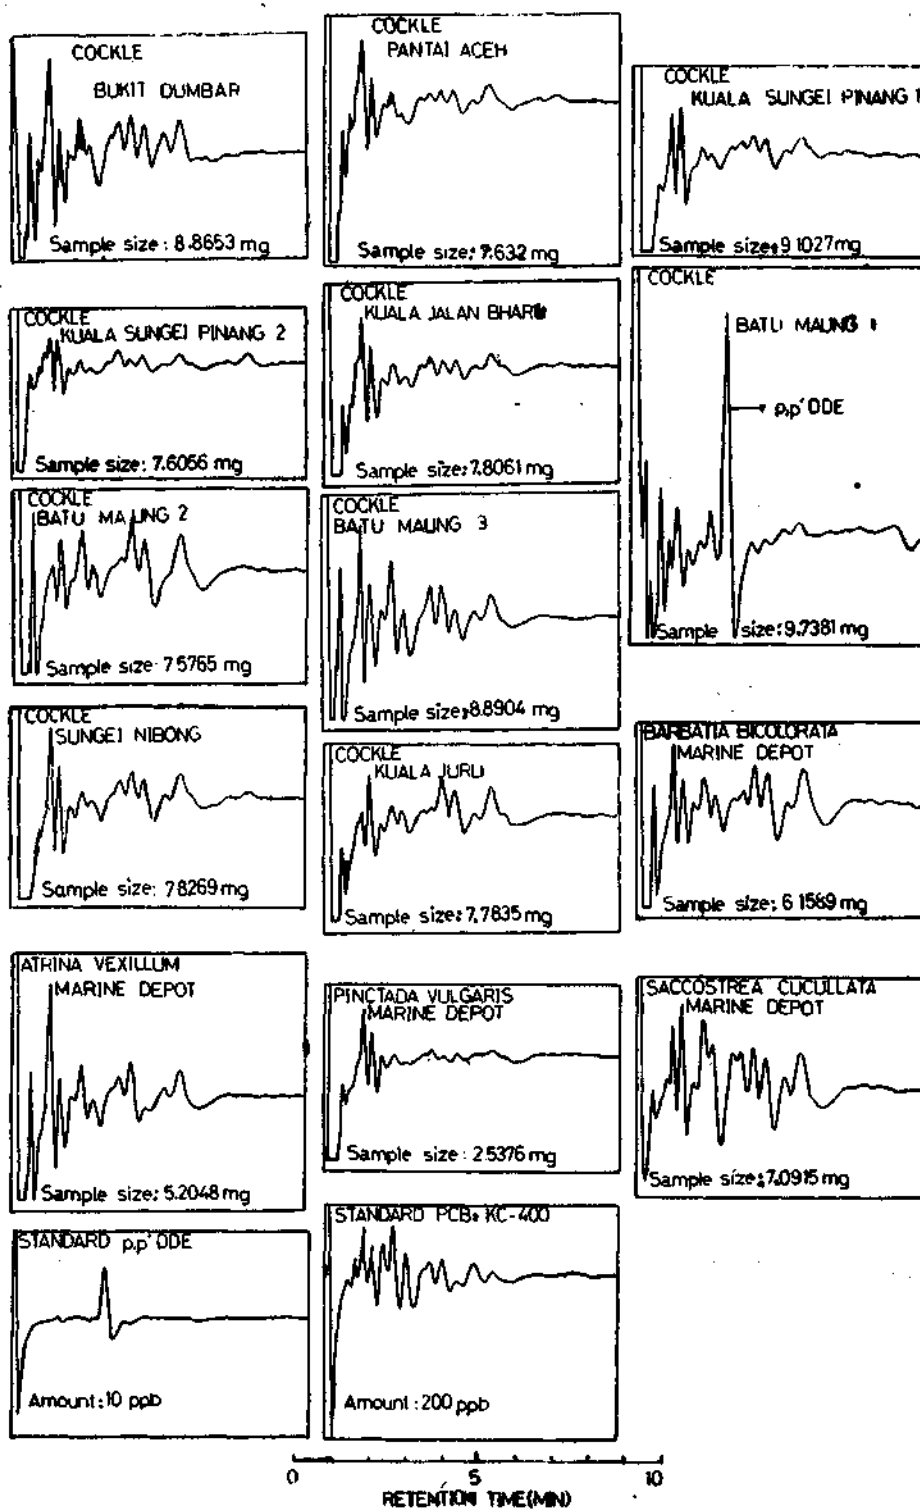 COCKLE
BUKIT DUMBAR
Sample size: 8.8653 mg
COCKLE
PANTAI ACEH
Sample size: 7.632 mg
COCKLE
KUALA SUNGEI PINANG 1
Sample size: 9.1027mg
COCKLE
KUALA SUNGEI PINANG 2
Sample size: 7.6056 mg
COCKLE
KUALA JALAN BHARU
Sample size: 7.8061 mg
COCKLE
BATU MAUNG 1
p,p' DDE
Sample size: 9.7381 mg
COCKLE
BATU MAUNG 2
Sample size: 7.5765 mg
COCKLE
BATU MAUNG 3
Sample size: 8.8904 mg
COCKLE
SUNGEI NIBONG
Sample size: 7.8269 mg
COCKLE
KUALA JURU
Sample size: 7.7835 mg
BARBATIA BICOLORATA
MARINE DEPOT
Sample size: 6.1589 mg
ATRINA VEXILLUM
MARINE DEPOT
Sample size: 5.2048 mg
PINCTADA VULGARIS
MARINE DEPOT
Sample size: 2.5376 mg
SACCOSTREA CUCULLATA
MARINE DEPOT
Sample size: 7.0915 mg
STANDARD p,p' DDE
Amount: 10 ppb
STANDARD PCB: KC-400
Amount: 200 ppb
0 5 10
RETENTION TIME(MIN)